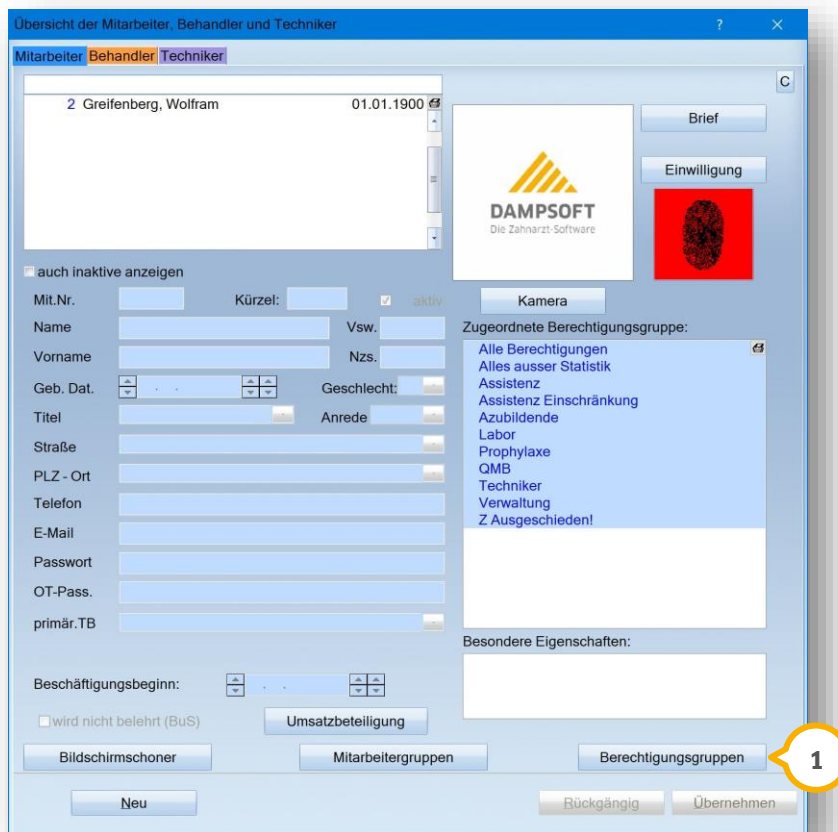 Übersicht der Mitarbeiter, Behandler und Techniker ?
Mitarbeiter Behandler Techniker
C
2 Greifenberg, Wolfram 01.01.1900
Brief
Einwilligung
DAMPSOFT
Die Zahnarzt-Software
auch inaktive anzeigen
Mit.Nr. Kürzel: aktiv
Kamera
Name Vsw.
Zugeordnete Berechtigungsgruppe:
Vorname Nzs.
Geb. Dat. . . Geschlecht:
Titel Anrede
Straße
PLZ - Ort
Telefon
E-Mail
Passwort
OT-Pass.
primär.TB
Alle Berechtigungen
Alles ausser Statistik
Assistenz
Assistenz Einschränkung
Azubildende
Labor
Prophylaxe
QMB
Techniker
Verwaltung
Z Ausgeschieden!
Besondere Eigenschaften:
Beschäftigungsbeginn: . .
wird nicht belehrt (BuS) Umsatzbeteiligung
Bildschirmschoner Mitarbeitergruppen Berechtigungsgruppen 1
Neu Rückgängig Übernehmen